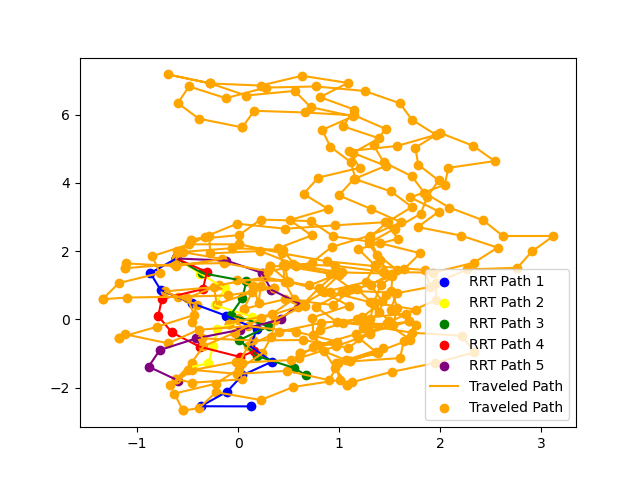 6
4
2
0
−2
−1
0
1
2
3
RRT Path 1
RRT Path 2
RRT Path 3
RRT Path 4
RRT Path 5
Traveled Path
Traveled Path